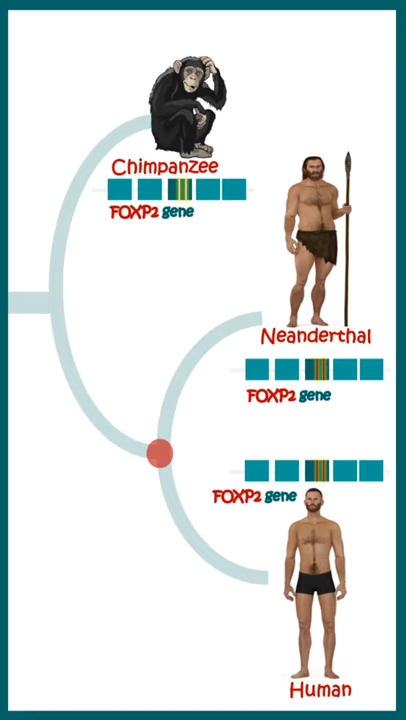 Chimpanzee
FOXP2 gene
Neanderthal
FOXP2 gene
FOXP2 gene
Human